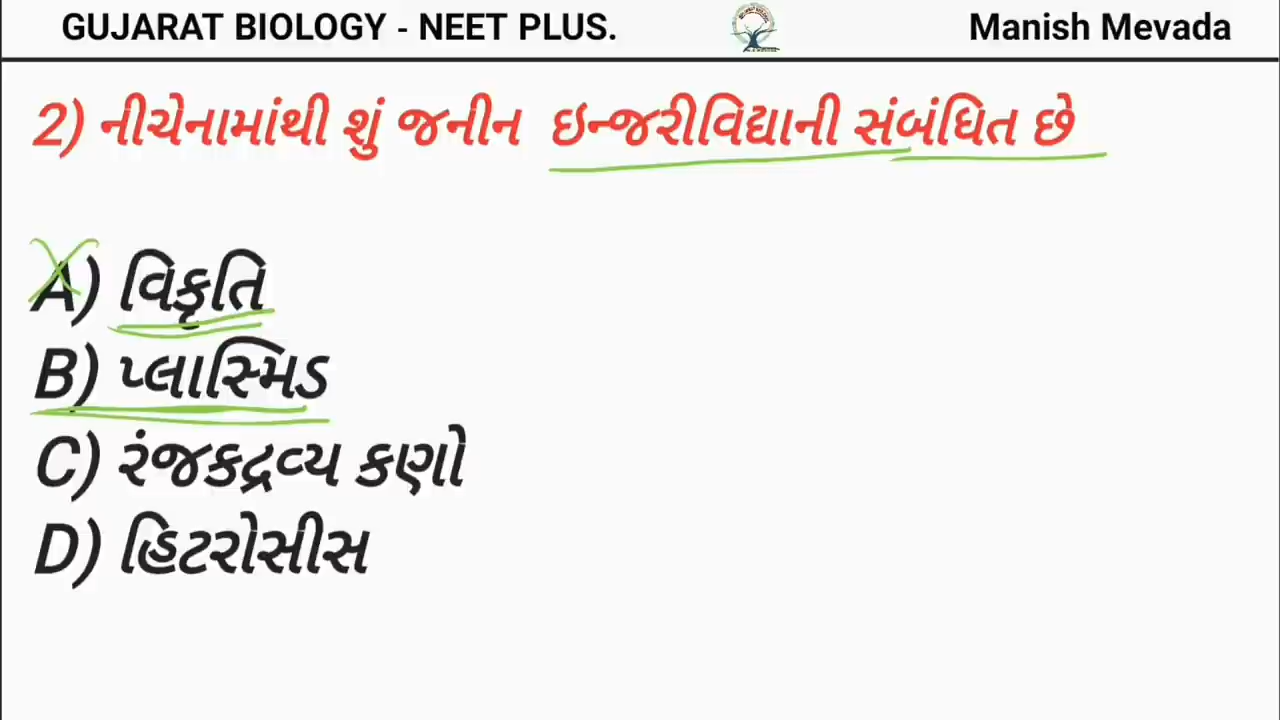 GUJARAT BIOLOGY - NEET PLUS. Manish Mevada
2) નીચેનામાંથી શું જનીન ઇન્જરીવિદ્યાની સંબંધિત છે
A) વિકૃતિ
B) પ્લાસ્મિડ
C) રંજકદ્રવ્ય કણો
D) હિટરોસીસ